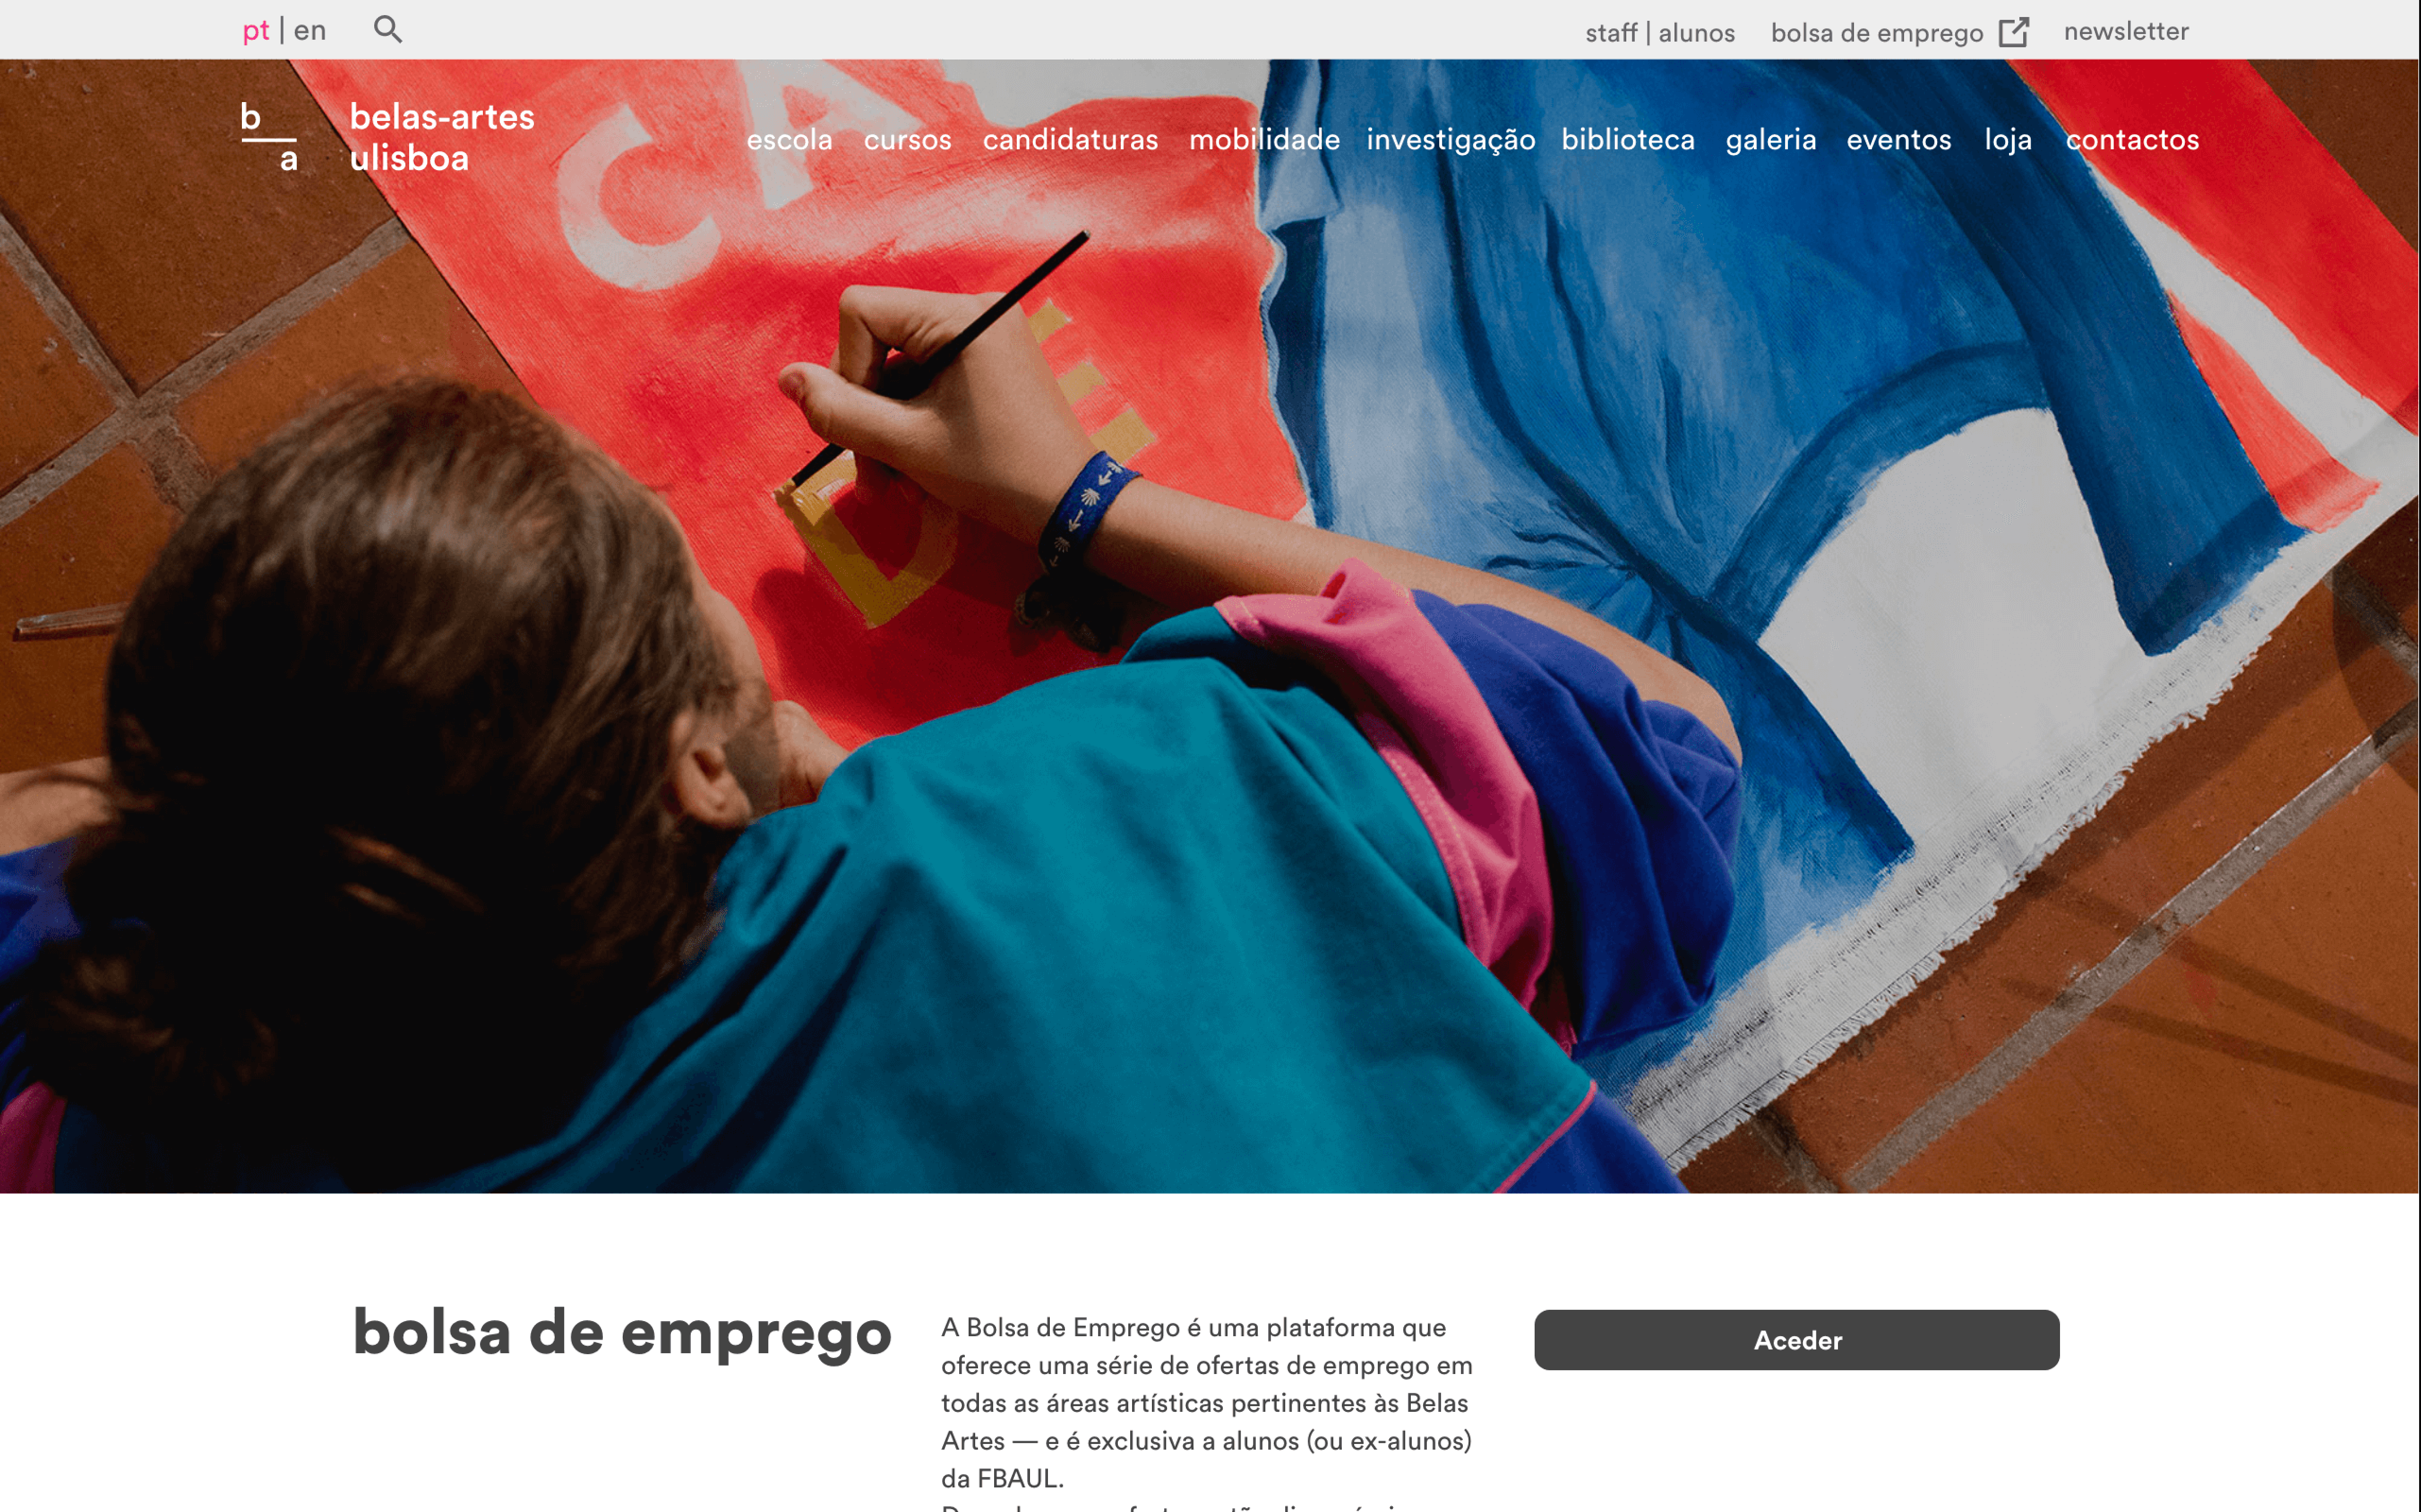 pt | en
staff | alunos bolsa de emprego newsletter
b
a
belas-artes
ulisboa
escola cursos candidaturas mobilidade investigação biblioteca galeria eventos loja contactos
CA
DE
bolsa de emprego
A Bolsa de Emprego é uma plataforma que
oferece uma série de ofertas de emprego em
todas as áreas artísticas pertinentes às Belas
Artes — e é exclusiva a alunos (ou ex-alunos)
da FBAUL.
Aceder